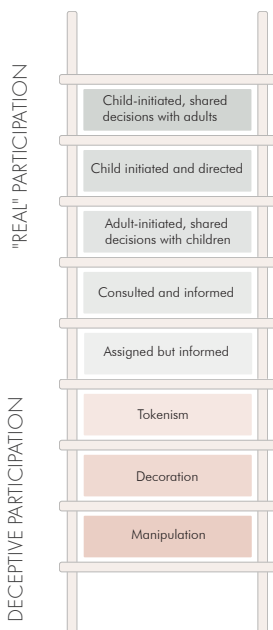 "REAL" PARTICIPATION
Child-initiated, shared
decisions with adults
Child initiated and directed
Adult-initiated, shared
decisions with children
Consulted and informed
Assigned but informed
DECEPTIVE PARTICIPATION
Tokenism
Decoration
Manipulation